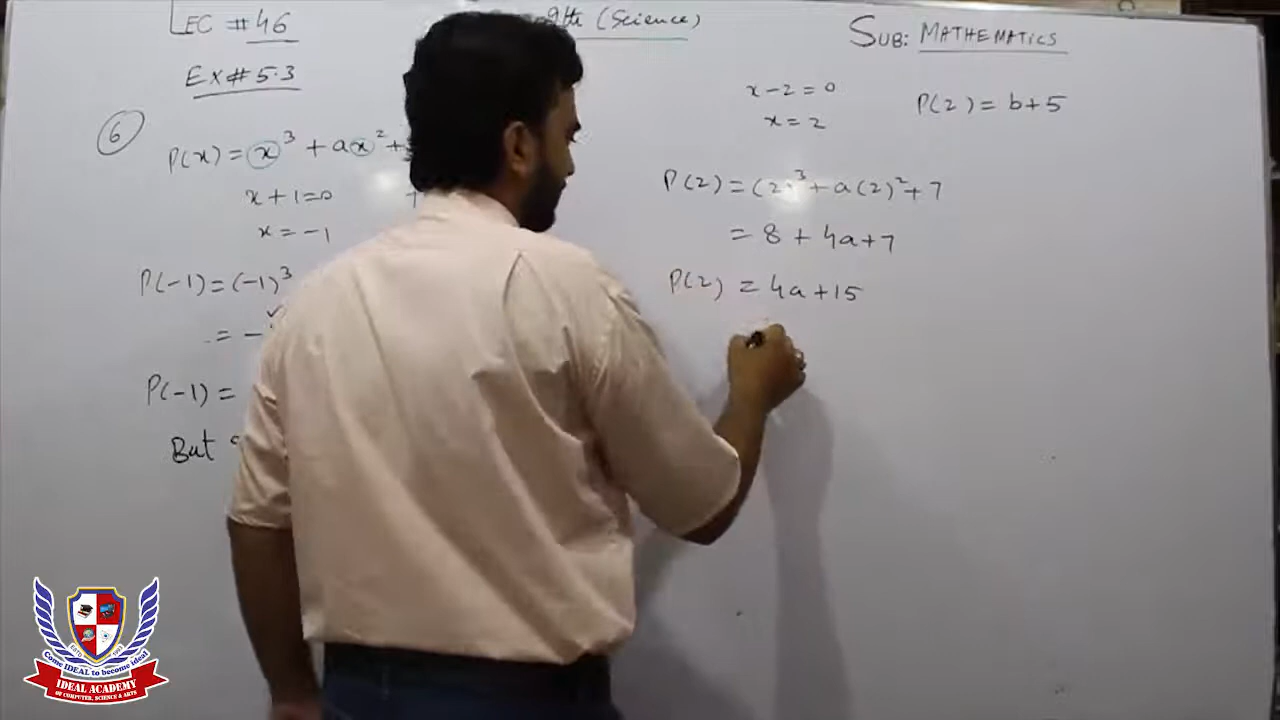 LEC # 46
9th (Science)
SUB: MATHEMATICS
EX# 5.3
6
P(x) = x³ + ax² +
x + 1 = 0
x = -1
P(-1) = (-1)³
= -
P(-1) =
But
x - 2 = 0
x = 2
P(2) = b + 5
P(2) = (2)³ + a(2)² + 7
= 8 + 4a + 7
P(2) = 4a + 15
Come IDEAL to become ideal
IDEAL ACADEMY
OF COMPUTER, SCIENCE & ARTS